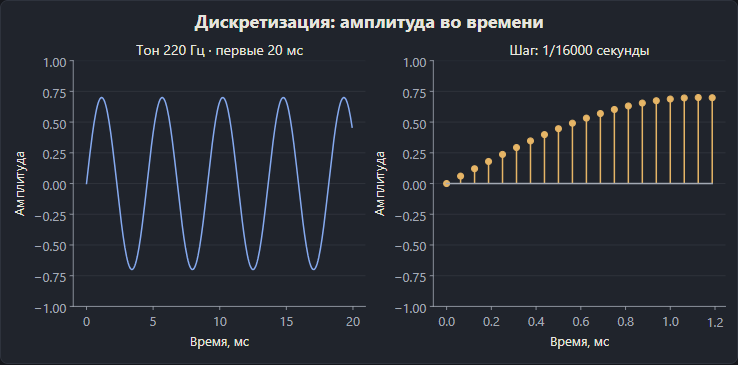 Дискретизация: амплитуда во времени
Тон 220 Гц · первые 20 мс
1.00
0.75
0.50
0.25
0.00
−0.25
−0.50
−0.75
−1.00
Амплитуда
0 5 10 15 20
Время, мс
Шаг: 1/16000 секунды
1.00
0.75
0.50
0.25
0.00
−0.25
−0.50
−0.75
−1.00
Амплитуда
0.0 0.2 0.4 0.6 0.8 1.0 1.2
Время, мс